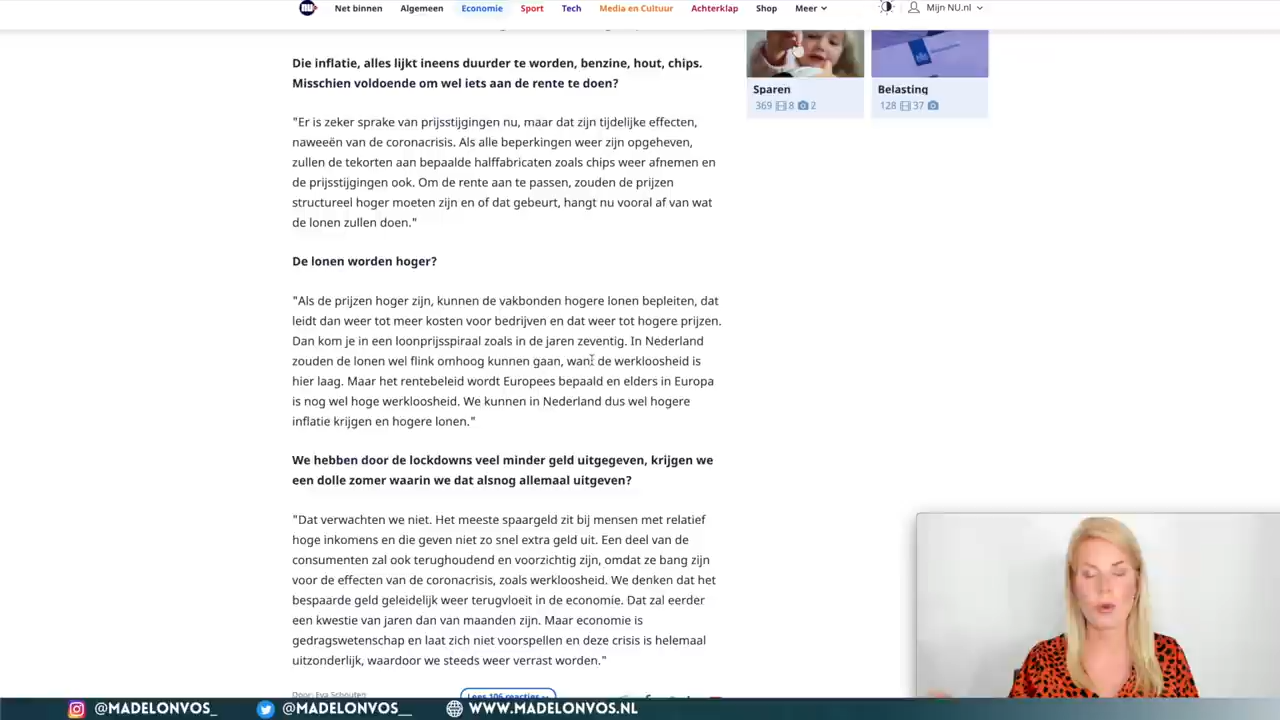 NU
Net binnen Algemeen Economie Sport Tech Media en Cultuur Achterklap Shop Meer Mijn NU.nl
Die inflatie, alles lijkt ineens duurder te worden, benzine, hout, chips.
Misschien voldoende om wel iets aan de rente te doen?
"Er is zeker sprake van prijsstijgingen nu, maar dat zijn tijdelijke effecten,
naweeën van de coronacrisis. Als alle beperkingen weer zijn opgeheven,
zullen de tekorten aan bepaalde halffabricaten zoals chips weer afnemen en
de prijsstijgingen ook. Om de rente aan te passen, zouden de prijzen
structureel hoger moeten zijn en of dat gebeurt, hangt nu vooral af van wat
de lonen zullen doen."
De lonen worden hoger?
"Als de prijzen hoger zijn, kunnen de vakbonden hogere lonen bepleiten, dat
leidt dan weer tot meer kosten voor bedrijven en dat weer tot hogere prijzen.
Dan kom je in een loonprijsspiraal zoals in de jaren zeventig. In Nederland
zouden de lonen wel flink omhoog kunnen gaan, want de werkloosheid is
hier laag. Maar het rentebeleid wordt Europees bepaald en elders in Europa
is nog wel hoge werkloosheid. We kunnen in Nederland dus wel hogere
inflatie krijgen en hogere lonen."
We hebben door de lockdowns veel minder geld uitgegeven, krijgen we
een dolle zomer waarin we dat alsnog allemaal uitgeven?
"Dat verwachten we niet. Het meeste spaargeld zit bij mensen met relatief
hoge inkomens en die geven niet zo snel extra geld uit. Een deel van de
consumenten zal ook terughoudend en voorzichtig zijn, omdat ze bang zijn
voor de effecten van de coronacrisis, zoals werkloosheid. We denken dat het
bespaarde geld geleidelijk weer terugvloeit in de economie. Dat zal eerder
een kwestie van jaren dan van maanden zijn. Maar economie is
gedragswetenschap en laat zich niet voorspellen en deze crisis is helemaal
uitzonderlijk, waardoor we steeds weer verrast worden."
Door: Eva Schouten
Lees 106 reacties
Sparen
369 8 2
Belasting
128 37
@MADELONVOS_ @MADELONVOS__ WWW.MADELONVOS.NL